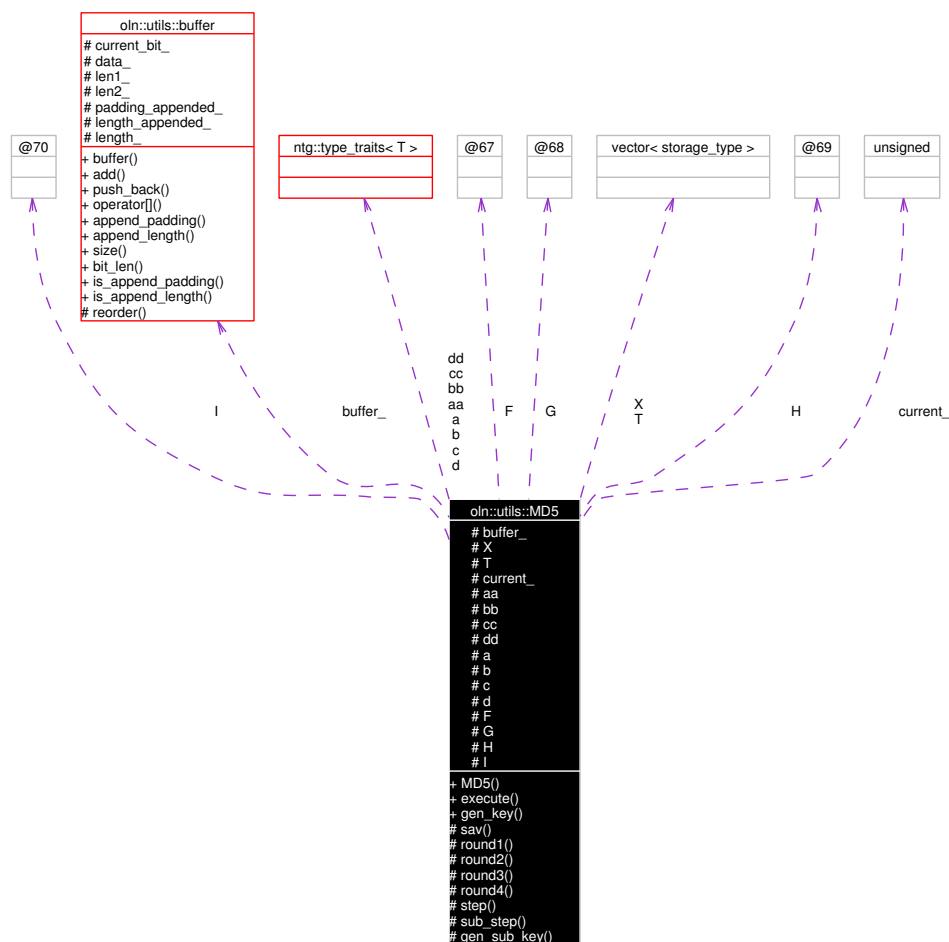 oln::utils::buffer
# current_bit_
# data_
# len1_
# len2_
# padding_appended_
# length_appended_
# length_
+ buffer()
+ add()
+ push_back()
+ operator[]()
+ append_padding()
+ append_length()
+ size()
+ bit_len()
+ is_append_padding()
+ is_append_length()
# reorder()
@70
ntg::type_traits< T >
@67
@68
vector< storage_type >
@69
unsigned
I
buffer_
dd
cc
bb
aa
a
b
c
d
F
G
X
T
H
current_
oln::utils::MD5
# buffer_
# X
# T
# current_
# aa
# bb
# cc
# dd
# a
# b
# c
# d
# F
# G
# H
# I
+ MD5()
+ execute()
+ gen_key()
# sav()
# round1()
# round2()
# round3()
# round4()
# step()
# sub_step()
# gen_sub_key()